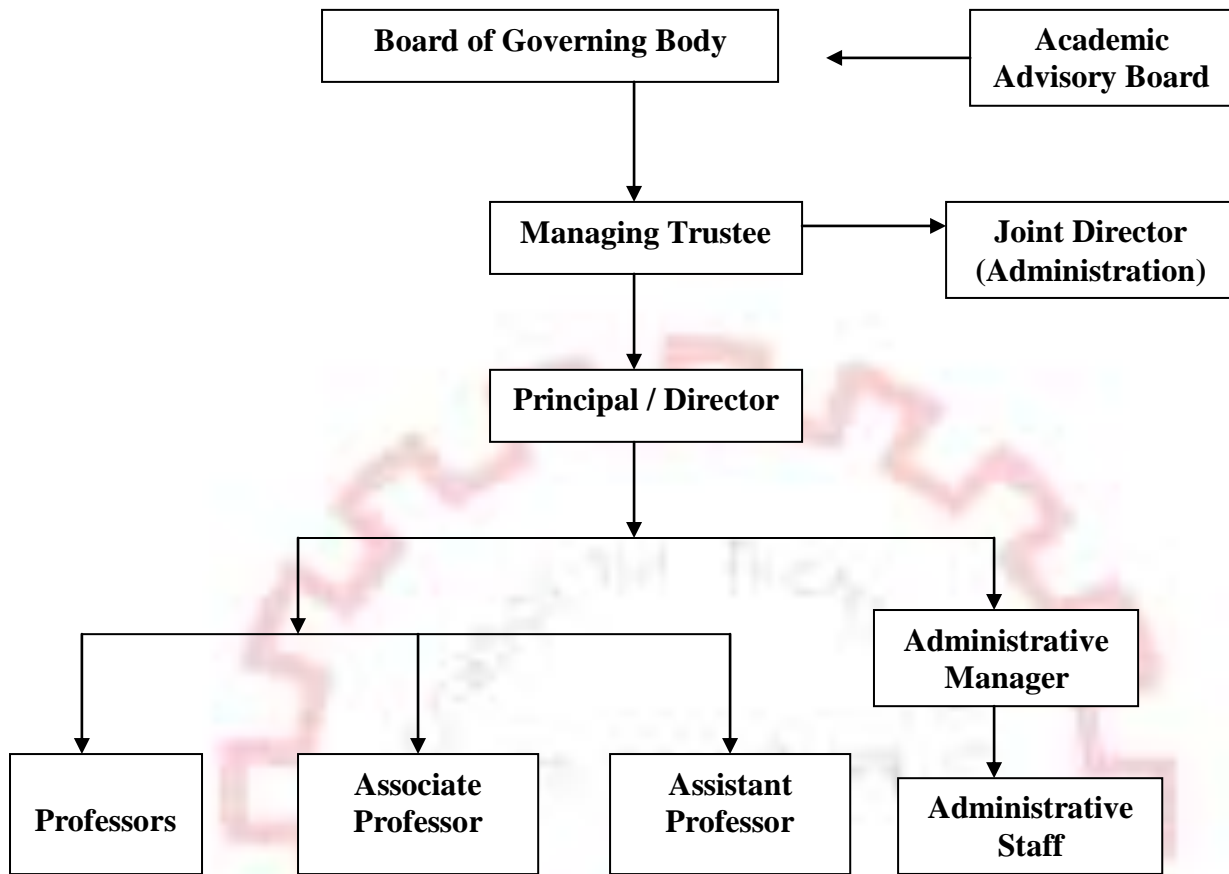 Board of Governing Body
Academic
Advisory Board
Managing Trustee
Joint Director
(Administration)
Principal / Director
Administrative
Manager
Professors
Associate
Professor
Assistant
Professor
Administrative
Staff